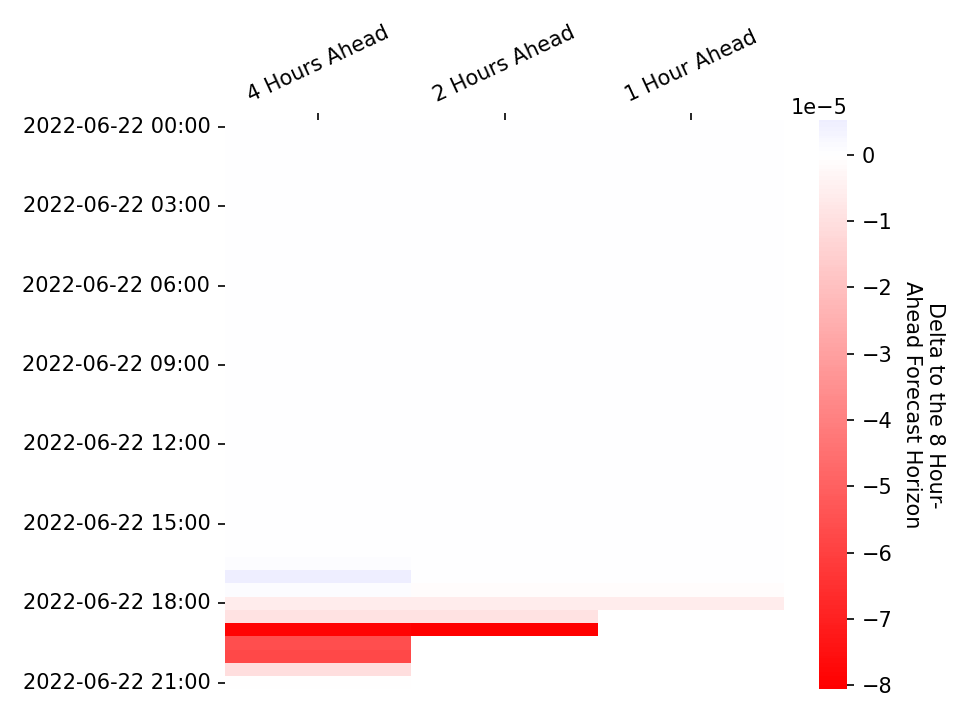 4 Hours Ahead
2 Hours Ahead
1 Hour Ahead
1e−5
2022-06-22 00:00
2022-06-22 03:00
2022-06-22 06:00
2022-06-22 09:00
2022-06-22 12:00
2022-06-22 15:00
2022-06-22 18:00
2022-06-22 21:00
0
−1
−2
−3
−4
−5
−6
−7
−8
Delta to the 8 Hour-
Ahead Forecast Horizon